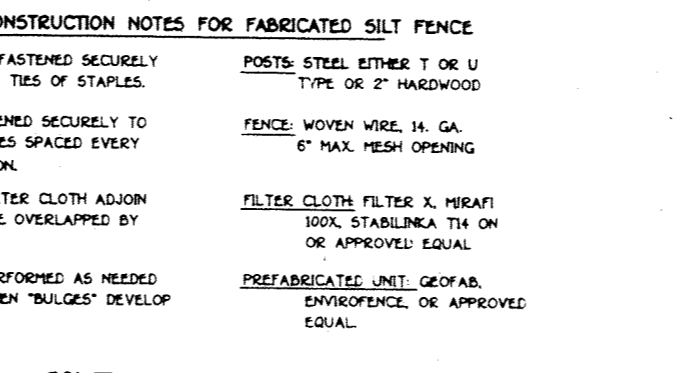 ONSTRUCTION NOTES FOR FABRICATED SILT FENCE
FASTENED SECURELY
TIES OF STAPLES.
ENED SECURELY TO
ES SPACED EVERY
ON.
TER CLOTH ADJOIN
E OVERLAPPED BY
RFORMED AS NEEDED
EN "BULGES" DEVELOP
POSTS: STEEL EITHER T OR U
TYPE OR 2" HARDWOOD
FENCE: WOVEN WIRE, 14. GA.
6" MAX. MESH OPENING
FILTER CLOTH: FILTER X, MIRAFI
100X, STABILINKA T14 ON
OR APPROVED EQUAL
PREFABRICATED UNIT: GEOFAB,
ENVIROFENCE, OR APPROVED
EQUAL